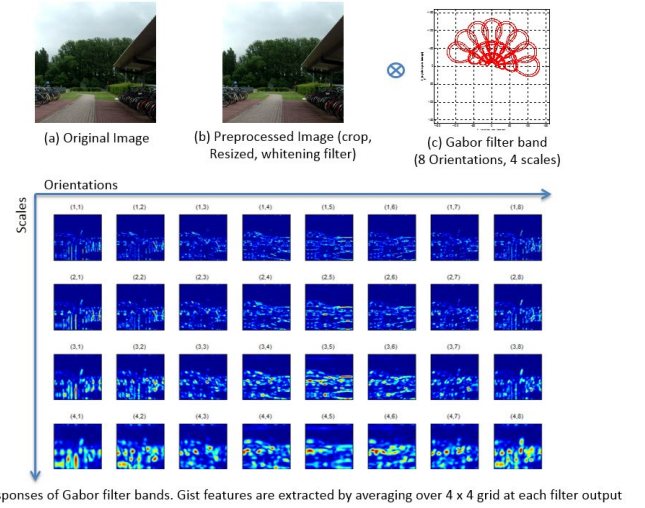 (a) Original Image
(b) Preprocessed Image (crop,
Resized, whitening filter)
(c) Gabor filter band
(8 Orientations, 4 scales)
Orientations
Scales
(1,1) (1,2) (1,3) (1,4) (1,5) (1,6) (1,7) (1,8)
(2,1) (2,2) (2,3) (2,4) (2,5) (2,6) (2,7) (2,8)
(3,1) (3,2) (3,3) (3,4) (3,5) (3,6) (3,7) (3,8)
(4,1) (4,2) (4,3) (4,4) (4,5) (4,6) (4,7) (4,8)
sponses of Gabor filter bands. Gist features are extracted by averaging over 4 x 4 grid at each filter output